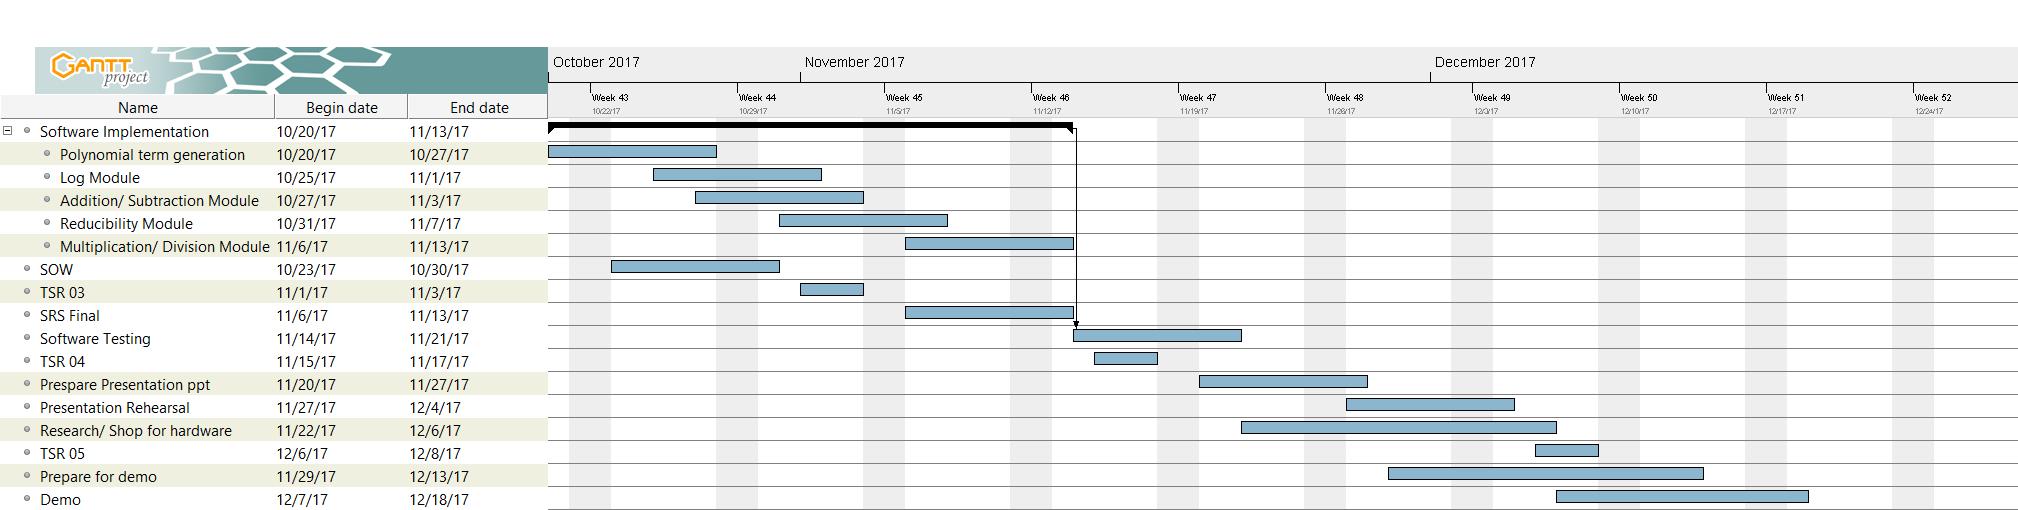 GANTT
project
October 2017 November 2017 December 2017
Week 43 Week 44 Week 45 Week 46 Week 47 Week 48 Week 49 Week 50 Week 51 Week 52
Name Begin date End date 10/22/17 10/29/17 11/5/17 11/12/17 11/19/17 11/26/17 12/3/17 12/10/17 12/17/17 12/24/17
Software Implementation 10/20/17 11/13/17
Polynomial term generation 10/20/17 10/27/17
Log Module 10/25/17 11/1/17
Addition/ Subtraction Module 10/27/17 11/3/17
Reducibility Module 10/31/17 11/7/17
Multiplication/ Division Module 11/6/17 11/13/17
SOW 10/23/17 10/30/17
TSR 03 11/1/17 11/3/17
SRS Final 11/6/17 11/13/17
Software Testing 11/14/17 11/21/17
TSR 04 11/15/17 11/17/17
Prespare Presentation ppt 11/20/17 11/27/17
Presentation Rehearsal 11/27/17 12/4/17
Research/ Shop for hardware 11/22/17 12/6/17
TSR 05 12/6/17 12/8/17
Prepare for demo 11/29/17 12/13/17
Demo 12/7/17 12/18/17